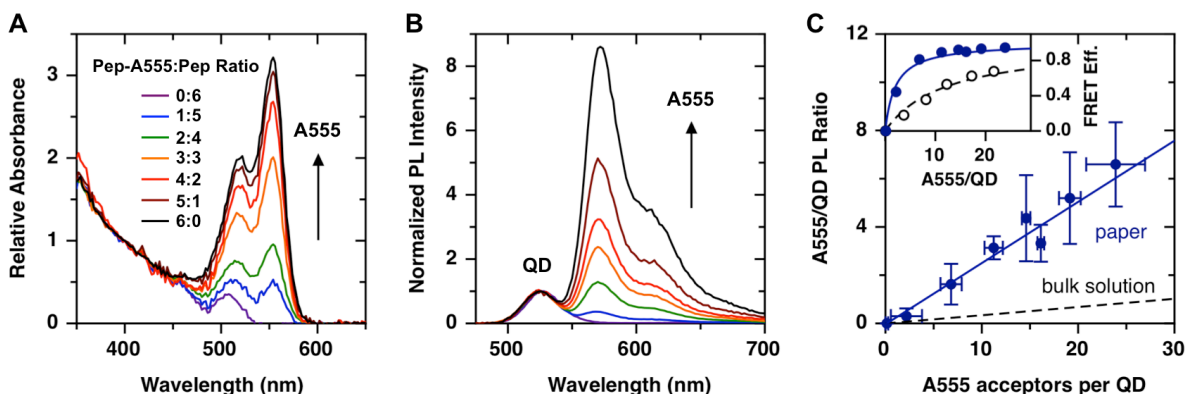 A
Relative Absorbance
3
2
1
0
Pep-A555:Pep Ratio
0:6
1:5
2:4
3:3
4:2
5:1
6:0
A555
400
500
600
Wavelength (nm)
B
Normalized PL Intensity
8
6
4
2
0
QD
A555
500
600
700
Wavelength (nm)
C
A555/QD PL Ratio
12
8
4
0
0.8
0.4
0.0
FRET Eff.
10
20
A555/QD
paper
bulk solution
0
10
20
30
A555 acceptors per QD